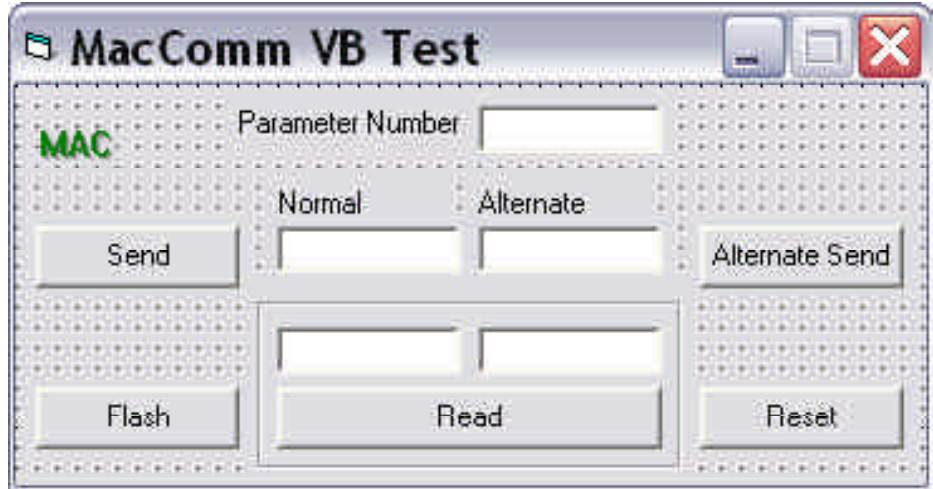 MacComm VB Test
MAC
Parameter Number
Normal Alternate
Send Alternate Send
Flash Read Reset